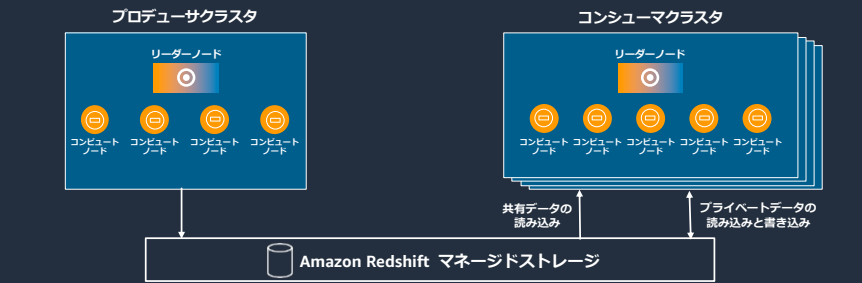 プロデューサクラスタ
リーダーノード
コンピュート
ノード
コンピュート
ノード
コンピュート
ノード
コンピュート
ノード
コンシューマクラスタ
リーダーノード
コンピュート
ノード
コンピュート
ノード
コンピュート
ノード
コンピュート
ノード
コンピュート
ノード
共有データの
読み込み
プライベートデータの
読み込みと書き込み
Amazon Redshift マネージドストレージ